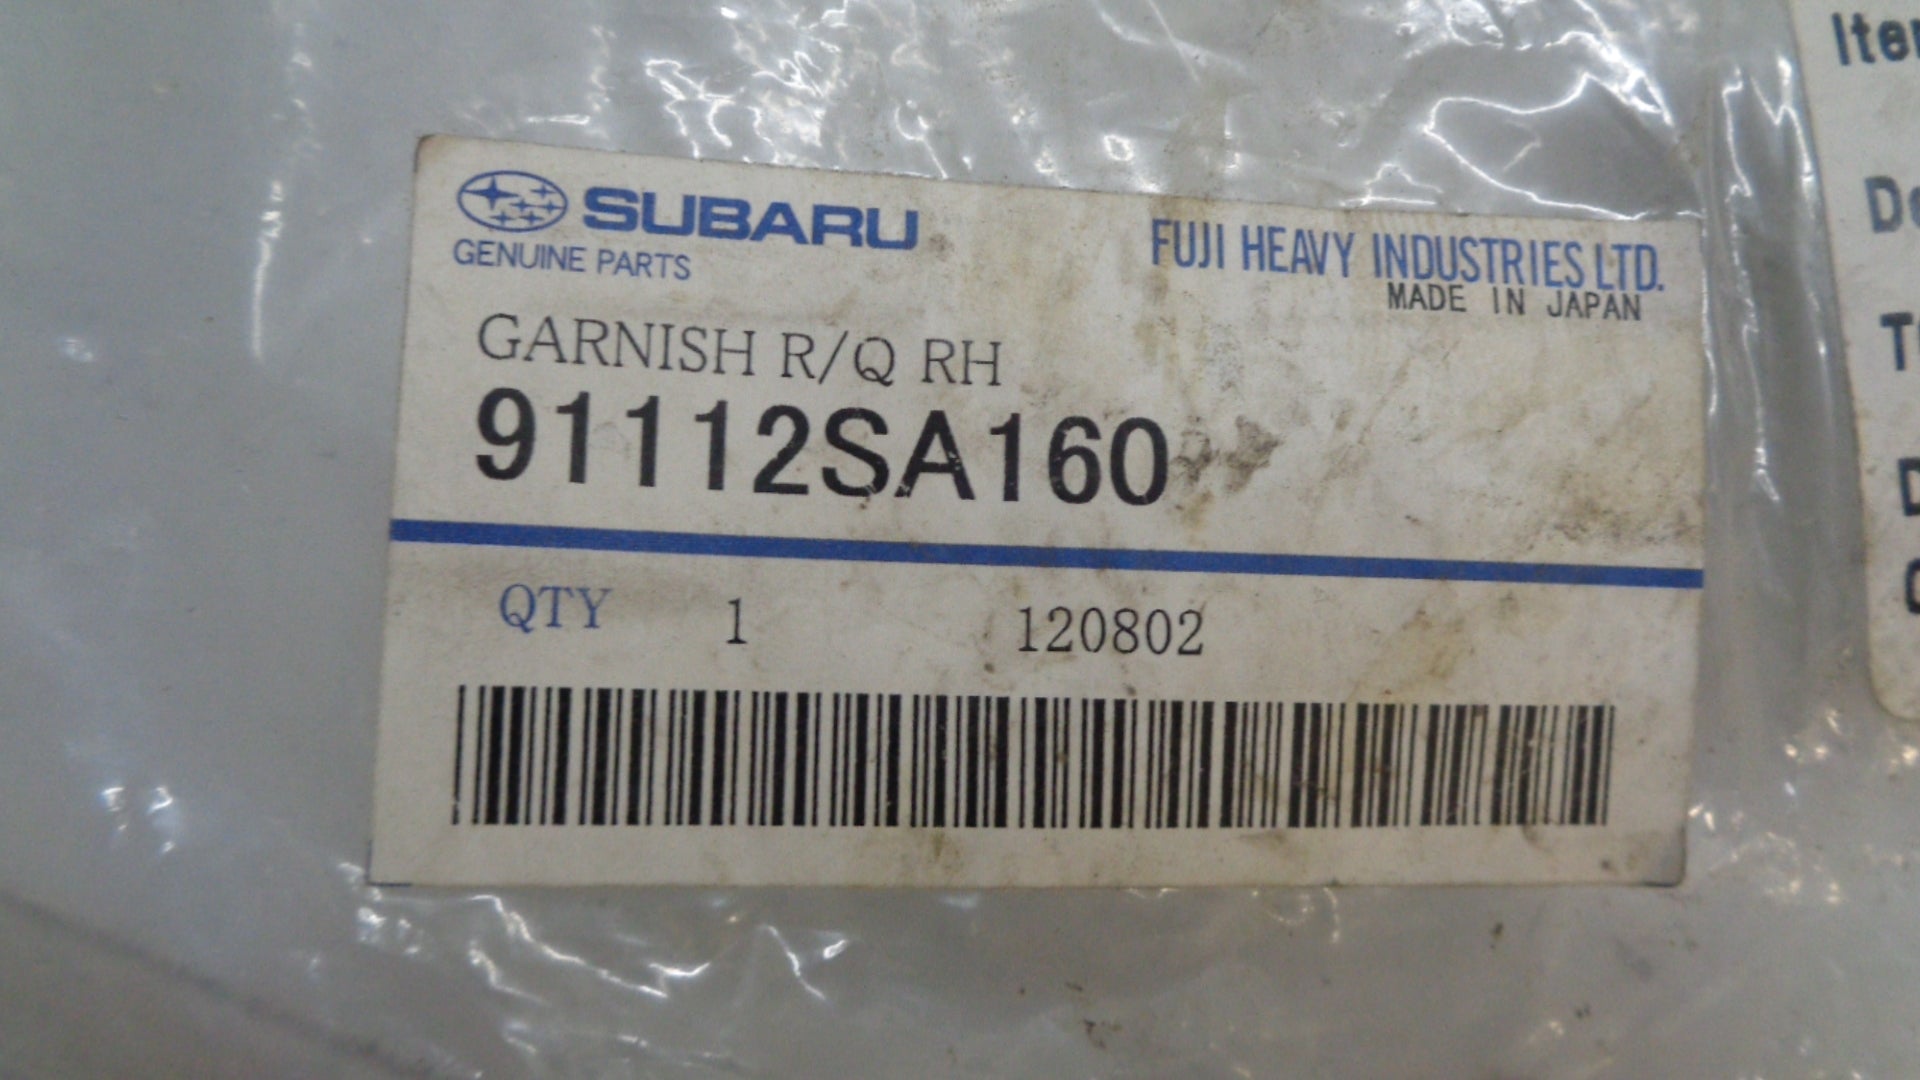 SUBARU
GENUINE PARTS
FUJI HEAVY INDUSTRIES LTD.
MADE IN JAPAN
GARNISH R/Q RH
91112SA160
QTY 1 120802